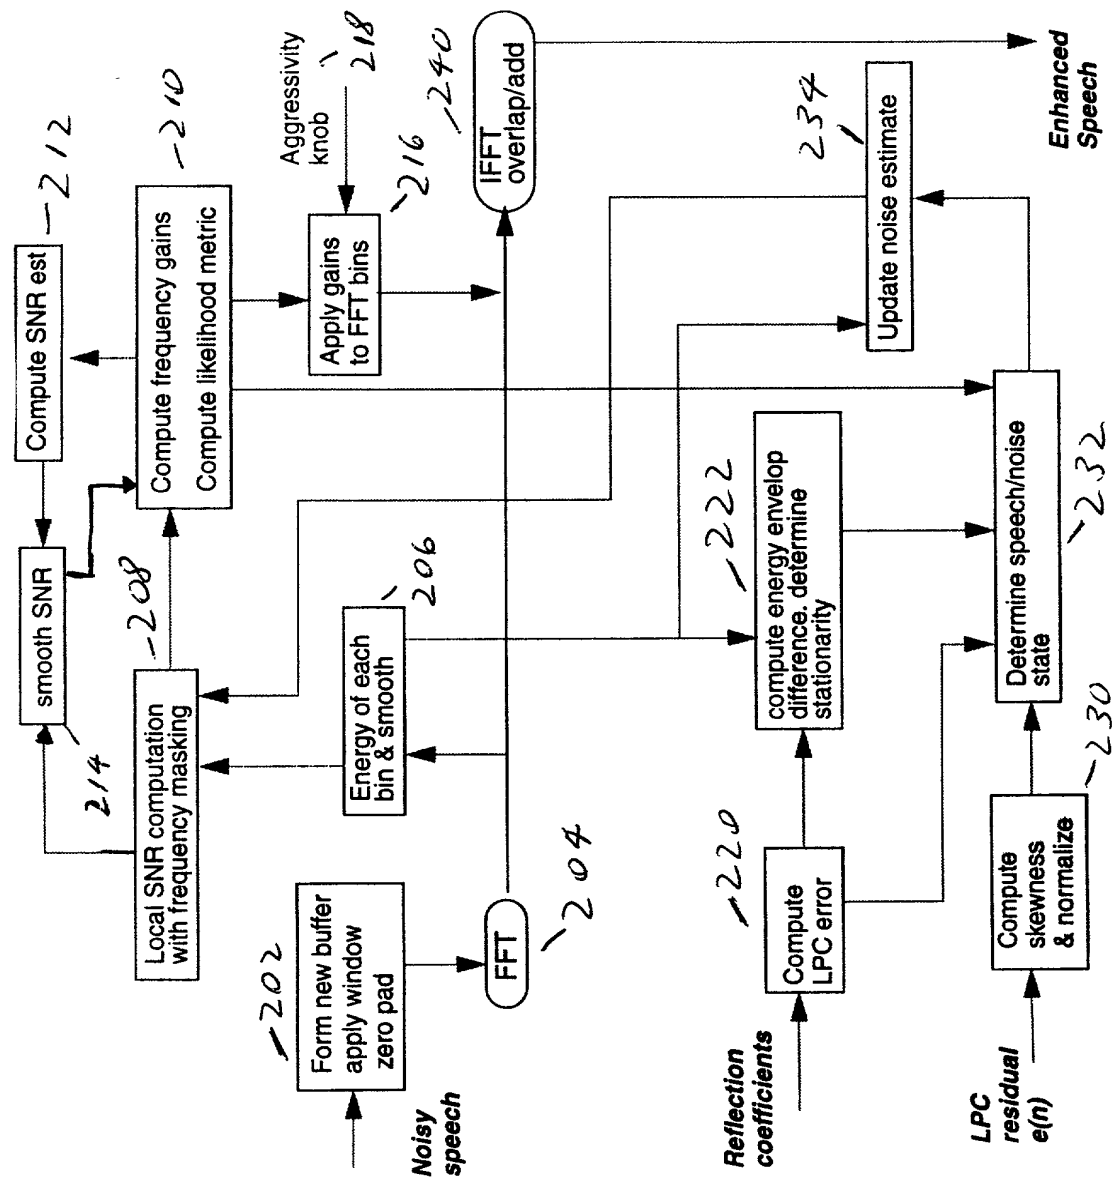 Compute SNR est
212
smooth SNR
214
Local SNR computation
with frequency masking
208
Compute frequency gains
Compute likelihood metric
210
Form new buffer
apply window
zero pad
202
Noisy
speech
Energy of each
bin & smooth
206
Apply gains
to FFT bins
216
Aggressivity
knob
218
FFT
204
IFFT
overlap/add
240
Enhanced
Speech
Reflection
coefficients
Compute
LPC error
220
compute energy envelop
difference. determine
stationarity
222
Update noise estimate
234
LPC
residual
e(n)
Compute
skewness
& normalize
230
Determine speech/noise
state
232